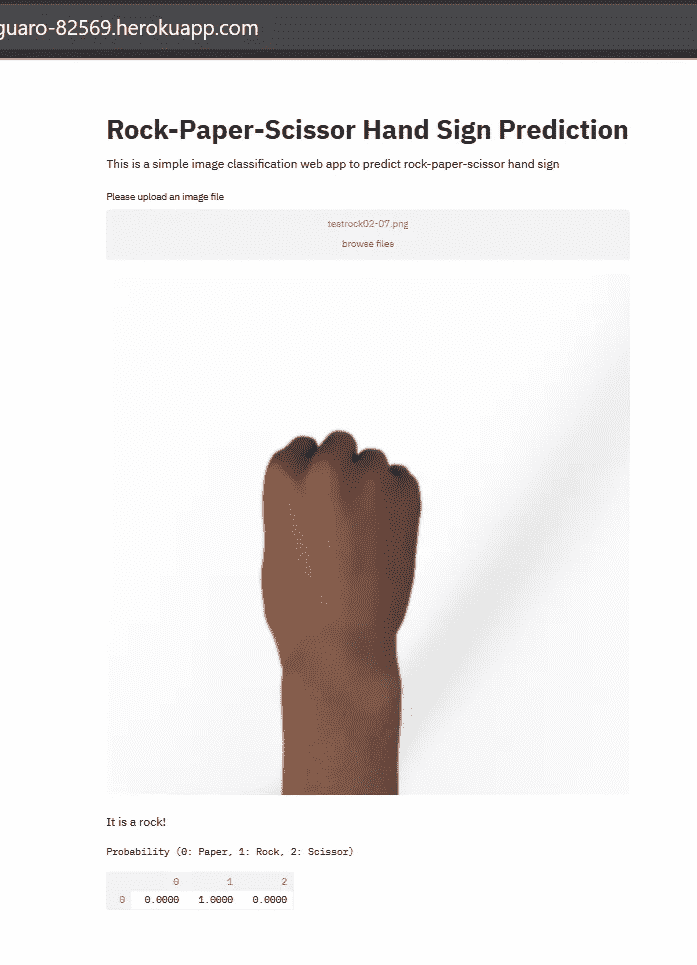 guaro-82569.herokuapp.com
Rock-Paper-Scissor Hand Sign Prediction
This is a simple image classification web app to predict rock-paper-scissor hand sign
Please upload an image file
testrock02-07.png
browse files
It is a rock!
Probability (0: Paper, 1: Rock, 2: Scissor)
0 1 2
0 0.0000 1.0000 0.0000